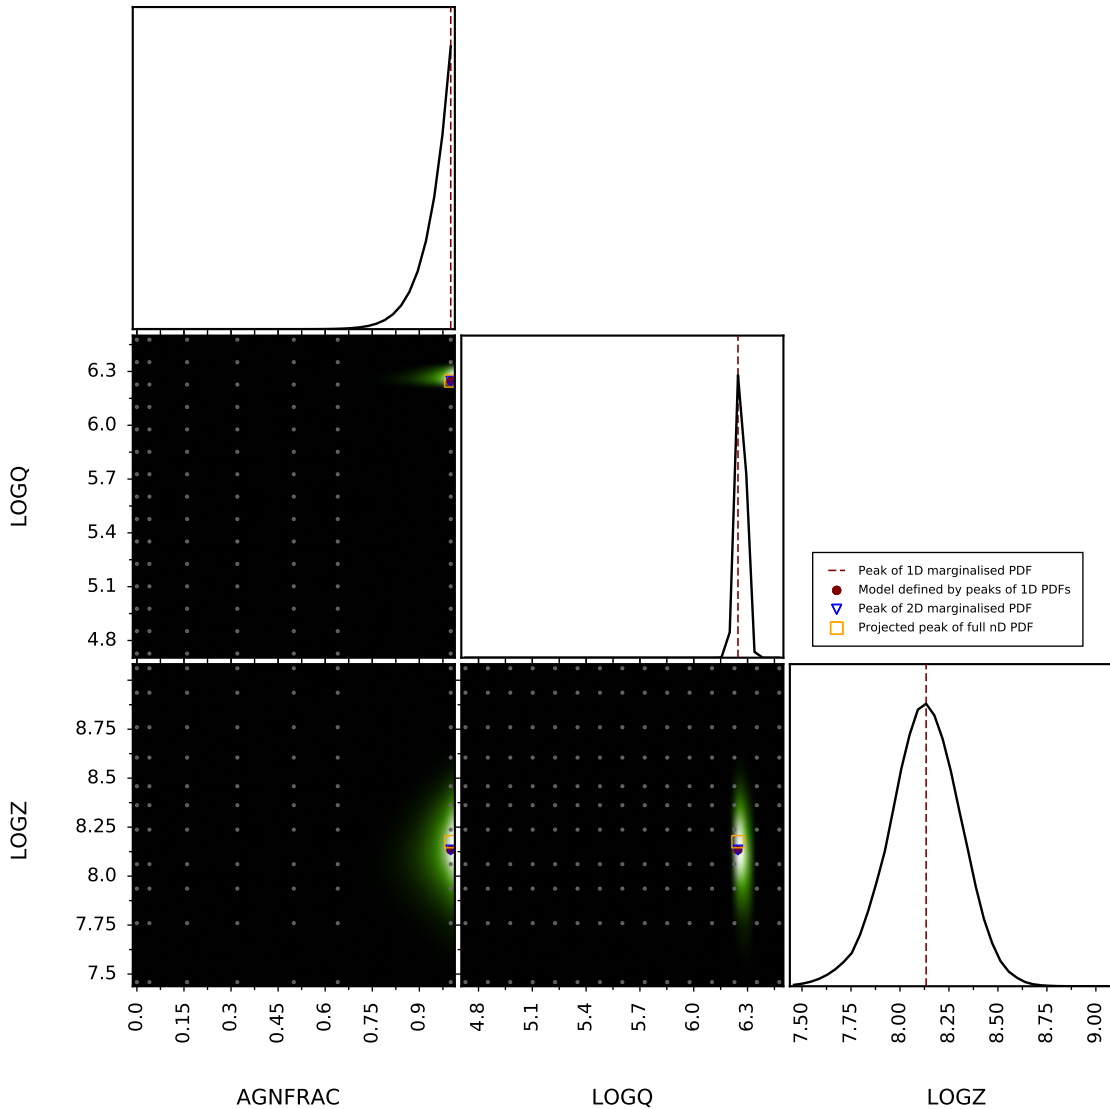 6.3
6.0
5.7
5.4
5.1
4.8
LOGQ
Peak of 1D marginalised PDF
Model defined by peaks of 1D PDFs
Peak of 2D marginalised PDF
Projected peak of full nD PDF
8.75
8.5
8.25
8.0
7.75
7.5
LOGZ
0.0 0.15 0.3 0.45 0.6 0.75 0.9
4.8 5.1 5.4 5.7 6.0 6.3
7.50 7.75 8.00 8.25 8.50 8.75 9.00
AGNFRAC LOGQ LOGZ